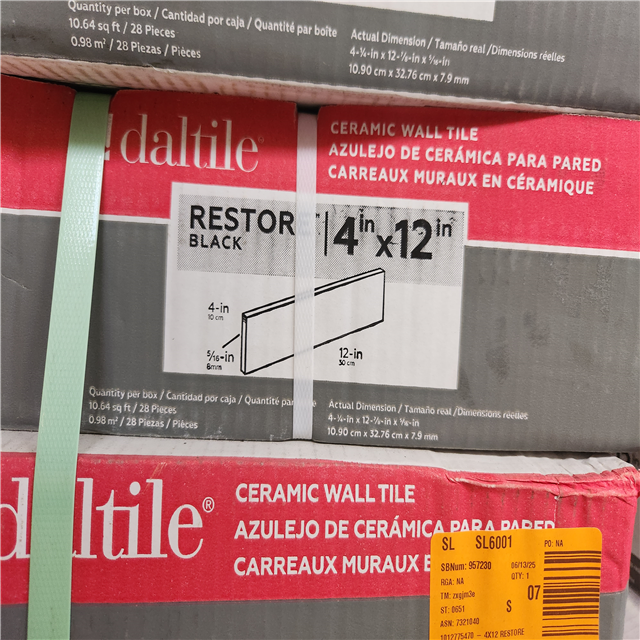 Quantity per box / Cantidad por caja / Quantité par boîte
10.64 sq ft / 28 Pieces
0.98 m² / 28 Piezas / Pièces
Actual Dimension / Tamaño real /Dimensions réelles
4-¼-in x 12-⅞-in x ⁵⁄₁₆-in
10.90 cm x 32.76 cm x 7.9 mm
daltile
CERAMIC WALL TILE
AZULEJO DE CERÁMICA PARA PARED
CARREAUX MURAUX EN CÉRAMIQUE
RESTORE
BLACK
4in x12in
4-in
10 cm
5/16-in
8mm
12-in
30 cm
Quantity per box / Cantidad por caja / Quantité
10.64 sq ft / 28 Pieces
0.98 m² / 28 Piezas / Pièces
Actual Dimension / Tamaño real /Dimensions réelles
4-¼-in x 12-⅞-in x ⁵⁄₁₆-in
10.90 cm x 32.76 cm x 7.9 mm
daltile®
CERAMIC WALL TILE
AZULEJO DE CERÁMICA PARA PARED
CARREAUX MURAUX E
SL SL6001 PO: NA
SBNum: 957230 06/13/25
RGA: NA QTY: 1
TM: zxgjm3e
ST: 0651 S 07
ASN: 7321040
1012775470 - 4X12 RESTORE